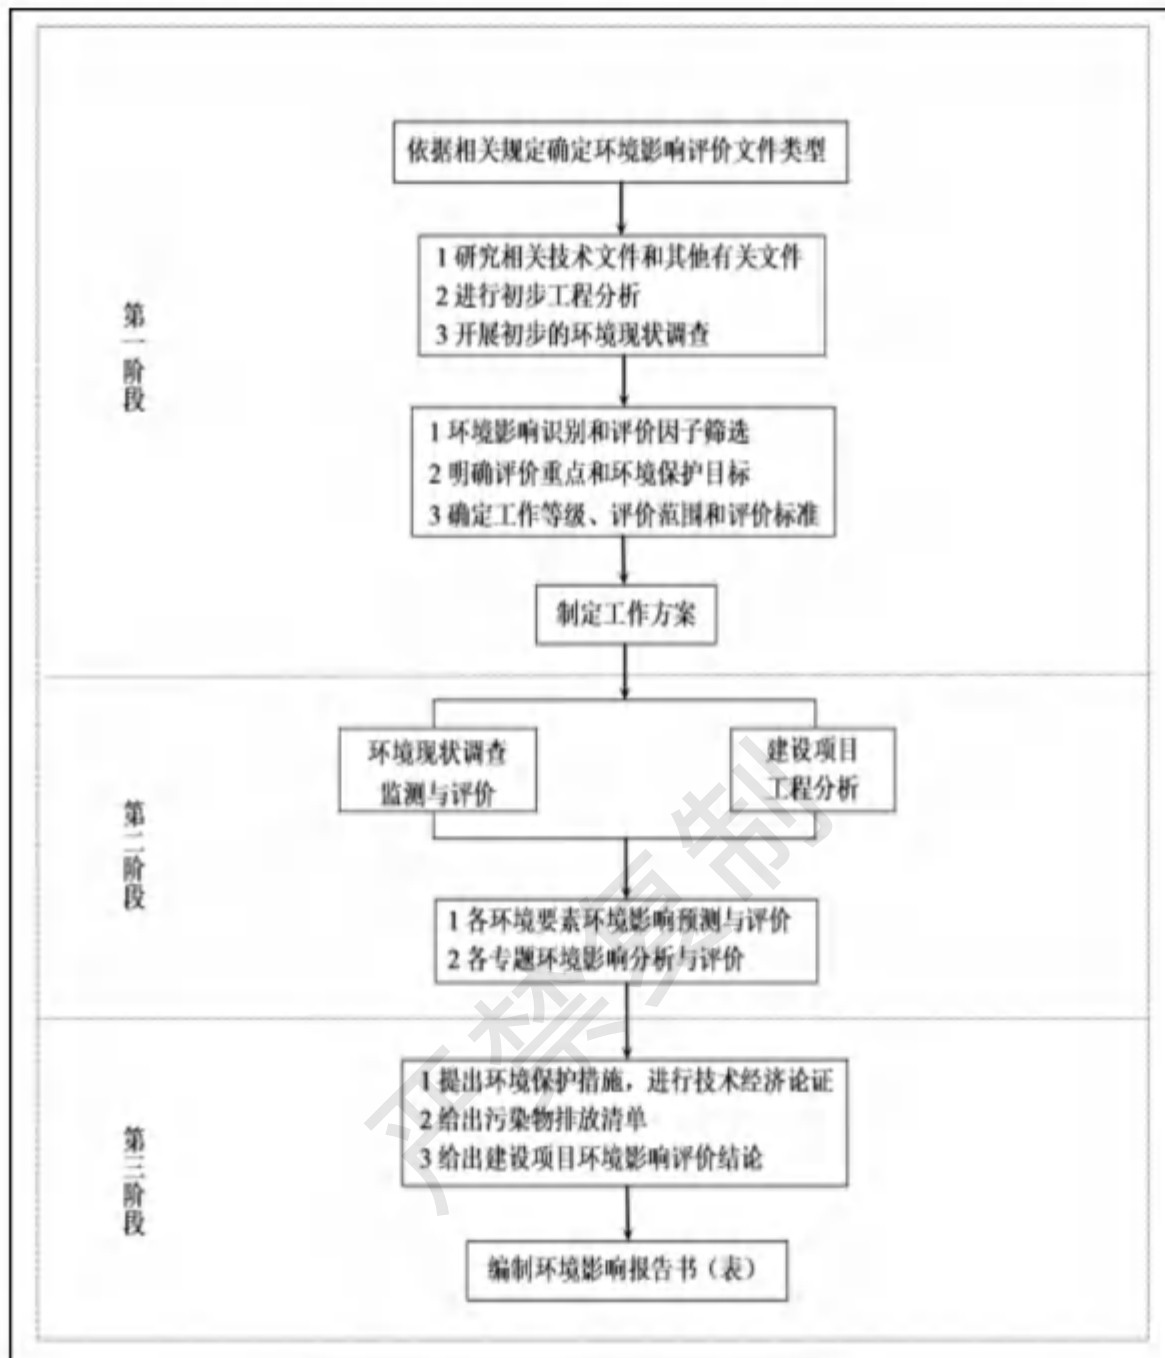 第一阶段
依据相关规定确定环境影响评价文件类型
1 研究相关技术文件和其他有关文件
2 进行初步工程分析
3 开展初步的环境现状调查
1 环境影响识别和评价因子筛选
2 明确评价重点和环境保护目标
3 确定工作等级、评价范围和评价标准
制定工作方案
第二阶段
环境现状调查
监测与评价
建设项目
工程分析
1 各环境要素环境影响预测与评价
2 各专题环境影响分析与评价
第三阶段
1 提出环境保护措施，进行技术经济论证
2 给出污染物排放清单
3 给出建设项目环境影响评价结论
编制环境影响报告书（表）
严禁复制